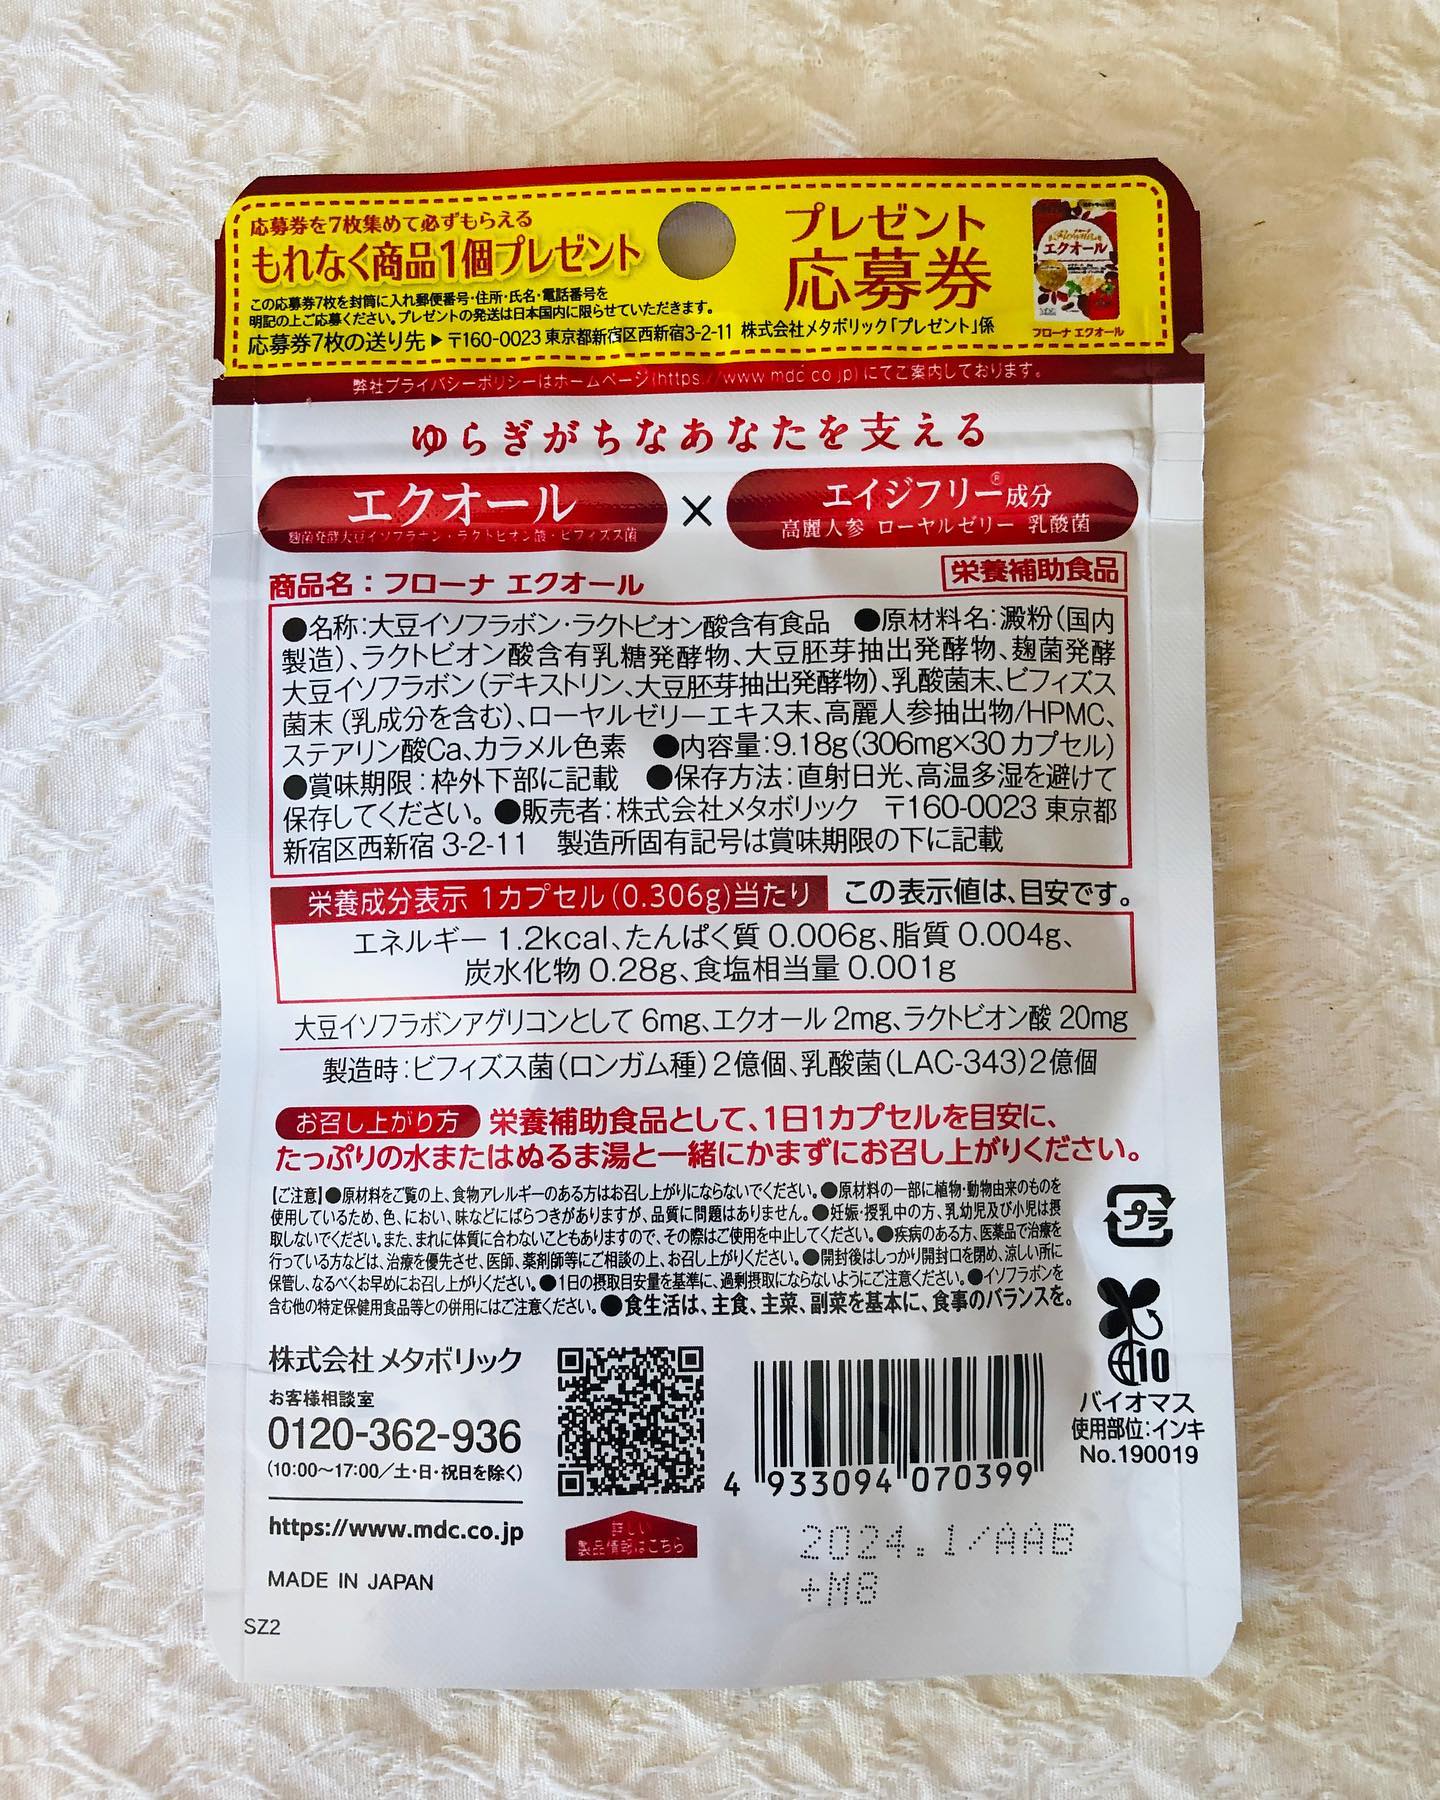 応募券を7枚集めて必ずもらえる
もれなく商品1個プレゼント
この応募券7枚を封筒に入れ郵便番号・住所・氏名・電話番号を
明記の上ご応募ください。プレゼントの発送は日本国内に限らせていただきます。
応募券7枚の送り先▶〒160-0023 東京都新宿区西新宿3-2-11 株式会社メタボリック「プレゼント」係
プレゼント
応募券
エクオール
フローナ エクオール
弊社プライバシーポリシーはホームページ(https://www.mdc.co.jp)にてご案内しております。
ゆらぎがちなあなたを支える
エクオール
麹菌発酵大豆イソフラボン・ラクトビオン酸・ビフィズス菌
×
エイジフリー®成分
高麗人参 ローヤルゼリー 乳酸菌
商品名：フローナ エクオール
栄養補助食品
●名称：大豆イソフラボン・ラクトビオン酸含有食品 ●原材料名：澱粉（国内
製造）、ラクトビオン酸含有乳糖発酵物、大豆胚芽抽出発酵物、麹菌発酵
大豆イソフラボン（デキストリン、大豆胚芽抽出発酵物）、乳酸菌末、ビフィズス
菌末（乳成分を含む）、ローヤルゼリーエキス末、高麗人参抽出物/HPMC、
ステアリン酸Ca、カラメル色素 ●内容量：9.18g（306mg×30カプセル）
●賞味期限：枠外下部に記載 ●保存方法：直射日光、高温多湿を避けて
保存してください。●販売者：株式会社メタボリック 〒160-0023 東京都
新宿区西新宿 3-2-11 製造所固有記号は賞味期限の下に記載
栄養成分表示 1カプセル（0.306g）当たり この表示値は、目安です。
エネルギー 1.2kcal、たんぱく質 0.006g、脂質 0.004g、
炭水化物 0.28g、食塩相当量 0.001g
大豆イソフラボンアグリコンとして 6mg、エクオール 2mg、ラクトビオン酸 20mg
製造時：ビフィズス菌（ロンガム種）2億個、乳酸菌（LAC-343）2億個
お召し上がり方 栄養補助食品として、1日1カプセルを目安に、
たっぷりの水またはぬるま湯と一緒にかまずにお召し上がりください。
【ご注意】●原材料をご覧の上、食物アレルギーのある方はお召し上がりにならないでください。●原材料の一部に植物・動物由来のものを
使用しているため、色、におい、味などにばらつきがありますが、品質に問題はありません。●妊娠・授乳中の方、乳幼児及び小児は摂
取しないでください。また、まれに体質に合わないこともありますので、その際はご使用を中止してください。●疾病のある方、医薬品で治療を
行っている方などは、治療を優先させ、医師、薬剤師等にご相談の上、お召し上がりください。●開封後はしっかり開封口を閉め、涼しい所に
保管し、なるべくお早めにお召し上がりください。●1日の摂取目安量を基準に、過剰摂取にならないようにご注意ください。●イソフラボンを
含む他の特定保健用食品等との併用にはご注意ください。●食生活は、主食、主菜、副菜を基本に、食事のバランスを。
プラ
10
バイオマス
使用部位：インキ
No.190019
株式会社メタボリック
お客様相談室
0120-362-936
（10:00〜17:00／土・日・祝日を除く）
https://www.mdc.co.jp
MADE IN JAPAN
SZ2
詳しい
製品情報はこちら
4 933094 070399
2024.1/AAB
+M8